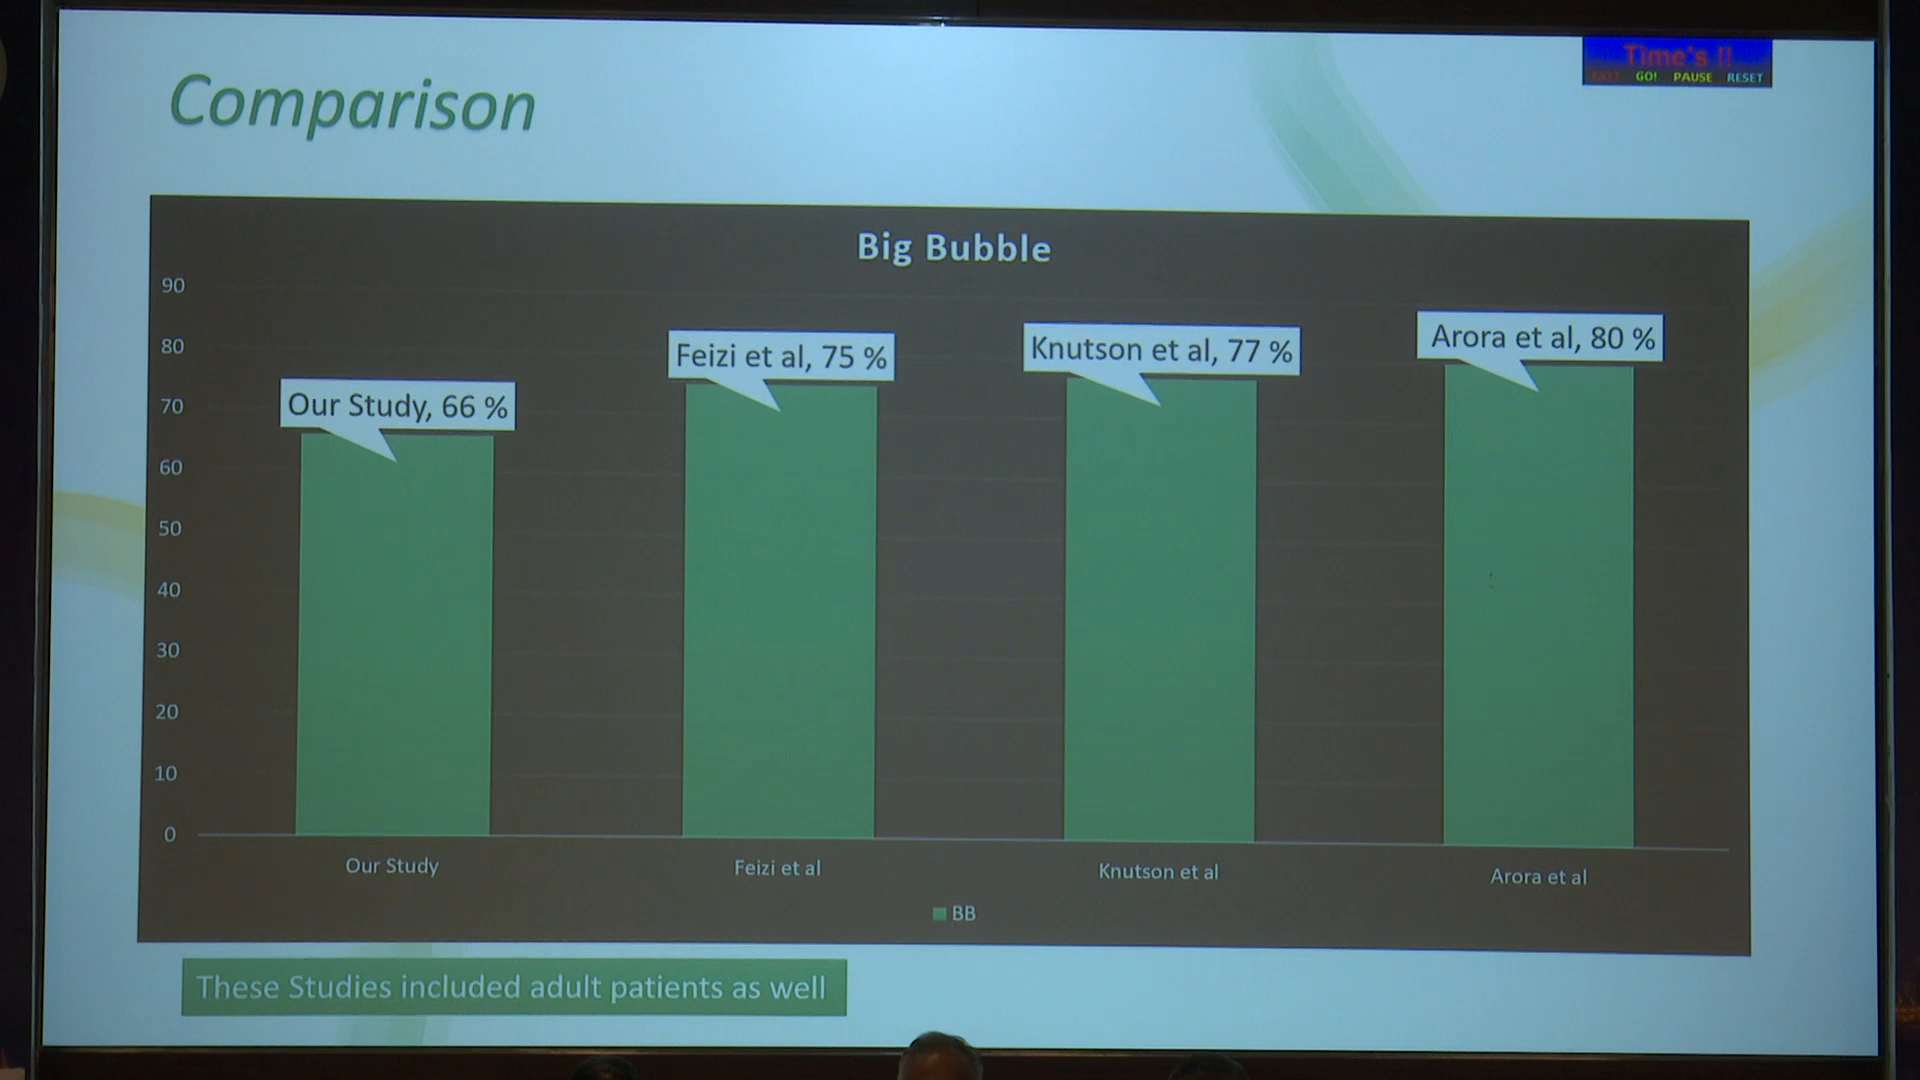 Time's !!
EXIT GO! PAUSE RESET
Comparison
Big Bubble
90
80
70
60
50
40
30
20
10
0
Our Study, 66 %
Feizi et al, 75 %
Knutson et al, 77 %
Arora et al, 80 %
Our Study
Feizi et al
Knutson et al
Arora et al
BB
These Studies included adult patients as well